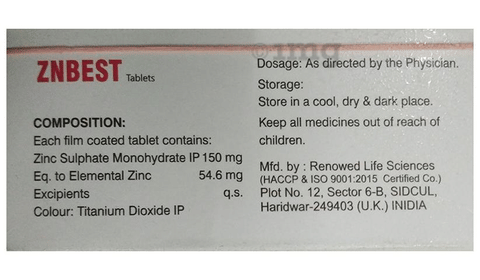 ZNBEST Tablets
COMPOSITION:
Each film coated tablet contains:
Zinc Sulphate Monohydrate IP 150 mg
Eq. to Elemental Zinc 54.6 mg
Excipients q.s.
Colour: Titanium Dioxide IP
1mg
Dosage: As directed by the Physician.
Storage:
Store in a cool, dry & dark place.
Keep all medicines out of reach of
children.
Mfd. by : Renowed Life Sciences
(HACCP & ISO 9001:2015 Certified Co.)
Plot No. 12, Sector 6-B, SIDCUL,
Haridwar-249403 (U.K.) INIDIA